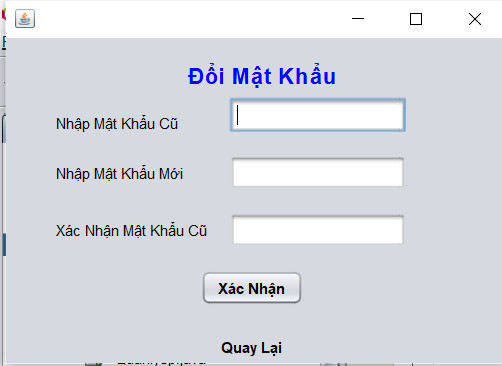 Đổi Mật Khẩu
Nhập Mật Khẩu Cũ
Nhập Mật Khẩu Mới
Xác Nhận Mật Khẩu Cũ
Xác Nhận
Quay Lại